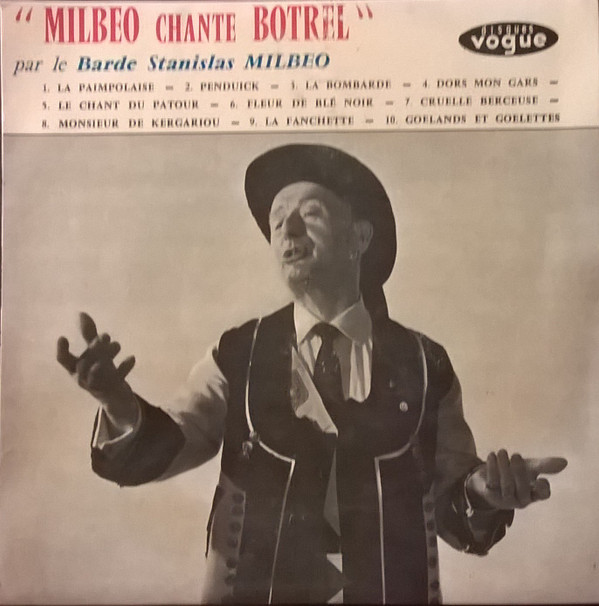 “ MILBEO CHANTE BOTREL ”
DISQUES
vogue
par le Barde Stanislas MILBEO
1. LA PAIMPOLAISE = 2. PENDUICK = 3. LA BOMBARDE = 4. DORS MON GARS =
5. LE CHANT DU PATOUR = 6. FLEUR DE BLÉ NOIR = 7. CRUELLE BERCEUSE =
8. MONSIEUR DE KERGARIOU = 9. LA FANCHETTE = 10. GOELANDS ET GOELETTES